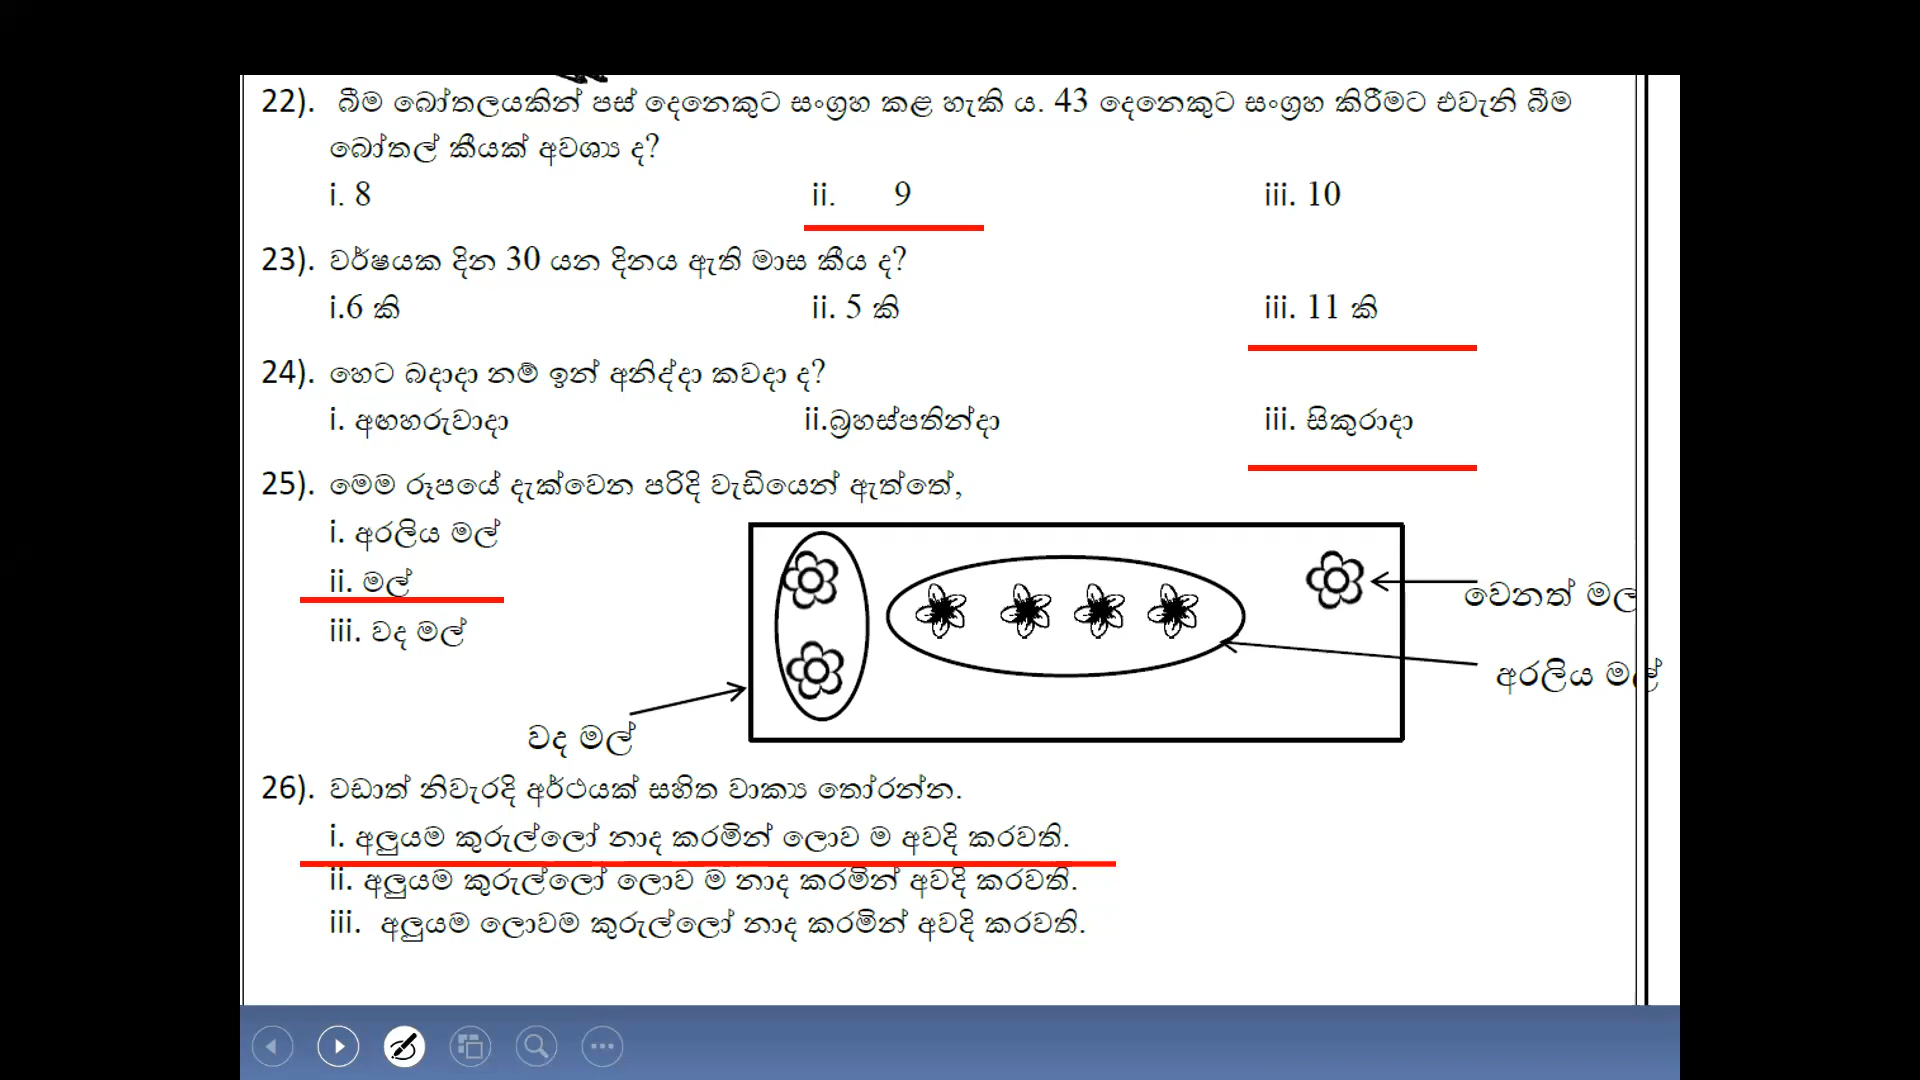 22). බීම බෝතලයකින් පස් දෙනෙකුට සංග්‍රහ කළ හැකි ය. 43 දෙනෙකුට සංග්‍රහ කිරීමට එවැනි බීම
බෝතල් කීයක් අවශ්‍ය ද?
i. 8 ii. 9 iii. 10
23). වර්ෂයක දින 30 යන දිනය ඇති මාස කීය ද?
i.6 කි ii. 5 කි iii. 11 කි
24). හෙට බදාදා නම් ඉන් අනිද්දා කවදා ද?
i. අඟහරුවාදා ii.බ්‍රහස්පතින්දා iii. සිකුරාදා
25). මෙම රූපයේ දැක්වෙන පරිදි වැඩියෙන් ඇත්තේ,
i. අරලිය මල්
ii. මල්
iii. වද මල්
වෙනත් මල්
අරලිය මල්
වද මල්
26). වඩාත් නිවැරදි අර්ථයක් සහිත වාක්‍ය තෝරන්න.
i. අලුයම කුරුල්ලෝ නාද කරමින් ලොව ම අවදි කරවති.
ii. අලුයම කුරුල්ලෝ ලොව ම නාද කරමින් අවදි කරවති.
iii. අලුයම ලොවම කුරුල්ලෝ නාද කරමින් අවදි කරවති.